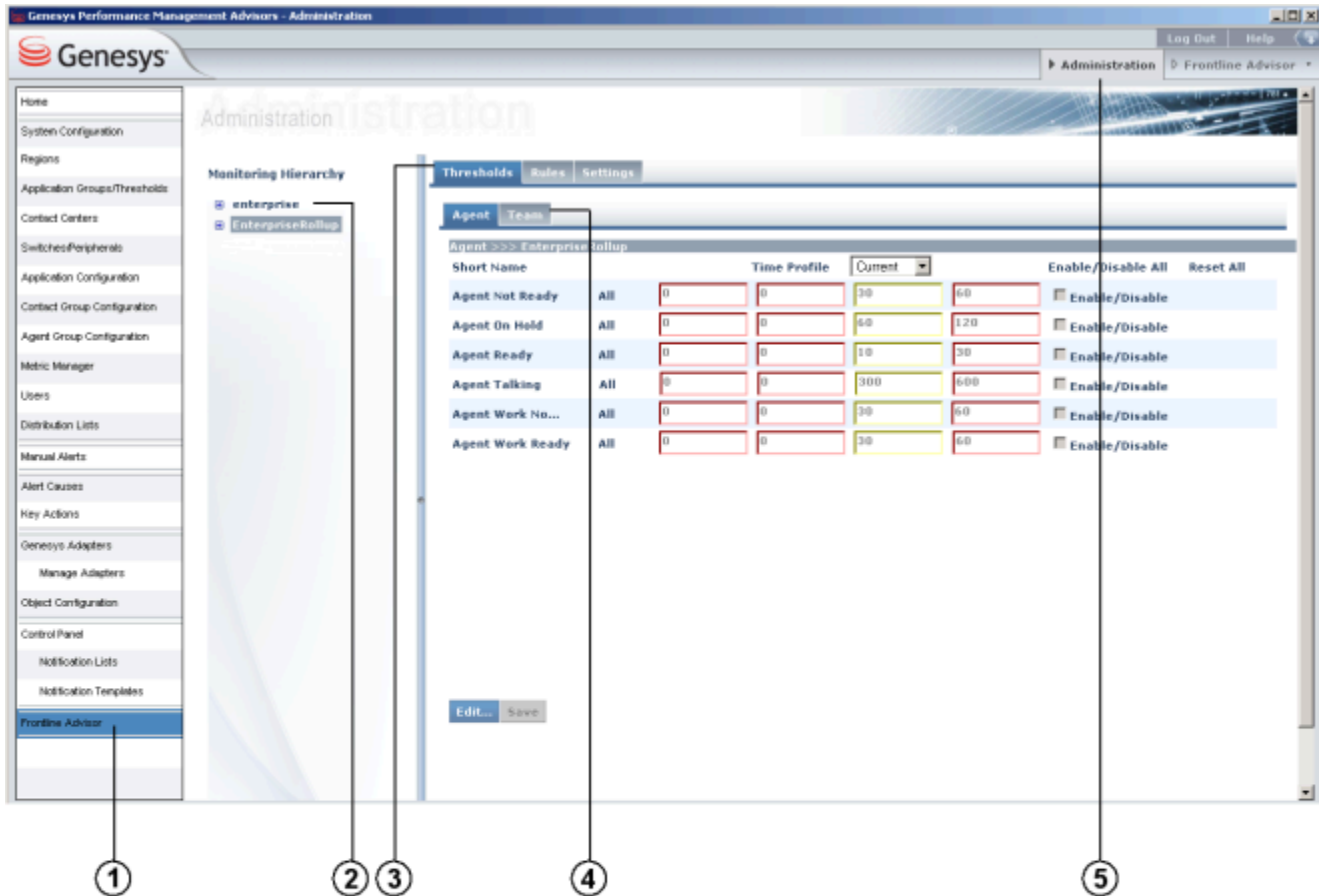 Genesys Performance Management Advisors - Administration
Log Out Help
Genesys
Administration Frontline Advisor
Home
System Configuration
Regions
Application Groups/Thresholds
Contact Centers
Switches/Peripherals
Application Configuration
Contact Group Configuration
Agent Group Configuration
Metric Manager
Users
Distribution Lists
Manual Alerts
Alert Causes
Key Actions
Genesys Adapters
Manage Adapters
Object Configuration
Control Panel
Notification Lists
Notification Templates
Frontline Advisor
Administration
Monitoring Hierarchy
enterprise
EnterpriseRollup
Thresholds Rules Settings
Agent Team
Agent >>> EnterpriseRollup
Short Name Time Profile Current Enable/Disable All Reset All
Agent Not Ready All 0 0 30 60 Enable/Disable
Agent On Hold All 0 0 60 120 Enable/Disable
Agent Ready All 0 0 10 30 Enable/Disable
Agent Talking All 0 0 300 600 Enable/Disable
Agent Work No... All 0 0 30 60 Enable/Disable
Agent Work Ready All 0 0 30 60 Enable/Disable
Edit... Save
1 2 3 4 5